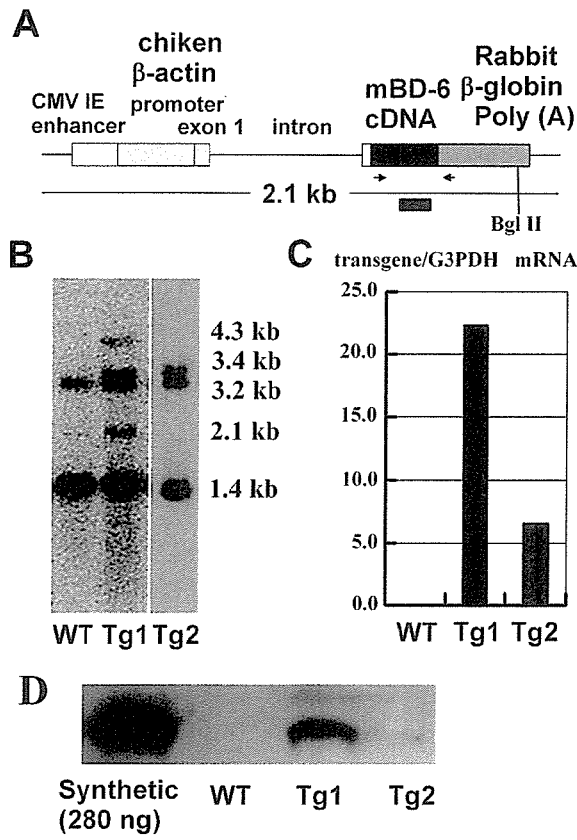 A
chiken
β-actin
CMV IE
enhancer
promoter
exon 1
intron
mBD-6
cDNA
Rabbit
β-globin
Poly (A)
2.1 kb
Bgl II
B
4.3 kb
3.4 kb
3.2 kb
2.1 kb
1.4 kb
WT Tg1 Tg2
C
transgene/G3PDH mRNA
25.0
20.0
15.0
10.0
5.0
0.0
WT Tg1 Tg2
D
Synthetic
(280 ng)
WT Tg1 Tg2